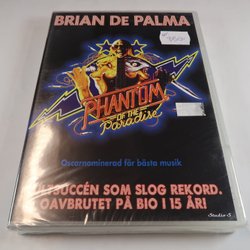 BRIAN DE PALMA
PHANTOM
OF THE
Paradise
Oscarnominerad för bästa musik
KULTSUCCÉN SOM SLOG REKORD.
OAVBRUTET PÅ BIO I 15 ÅR!
Studio S